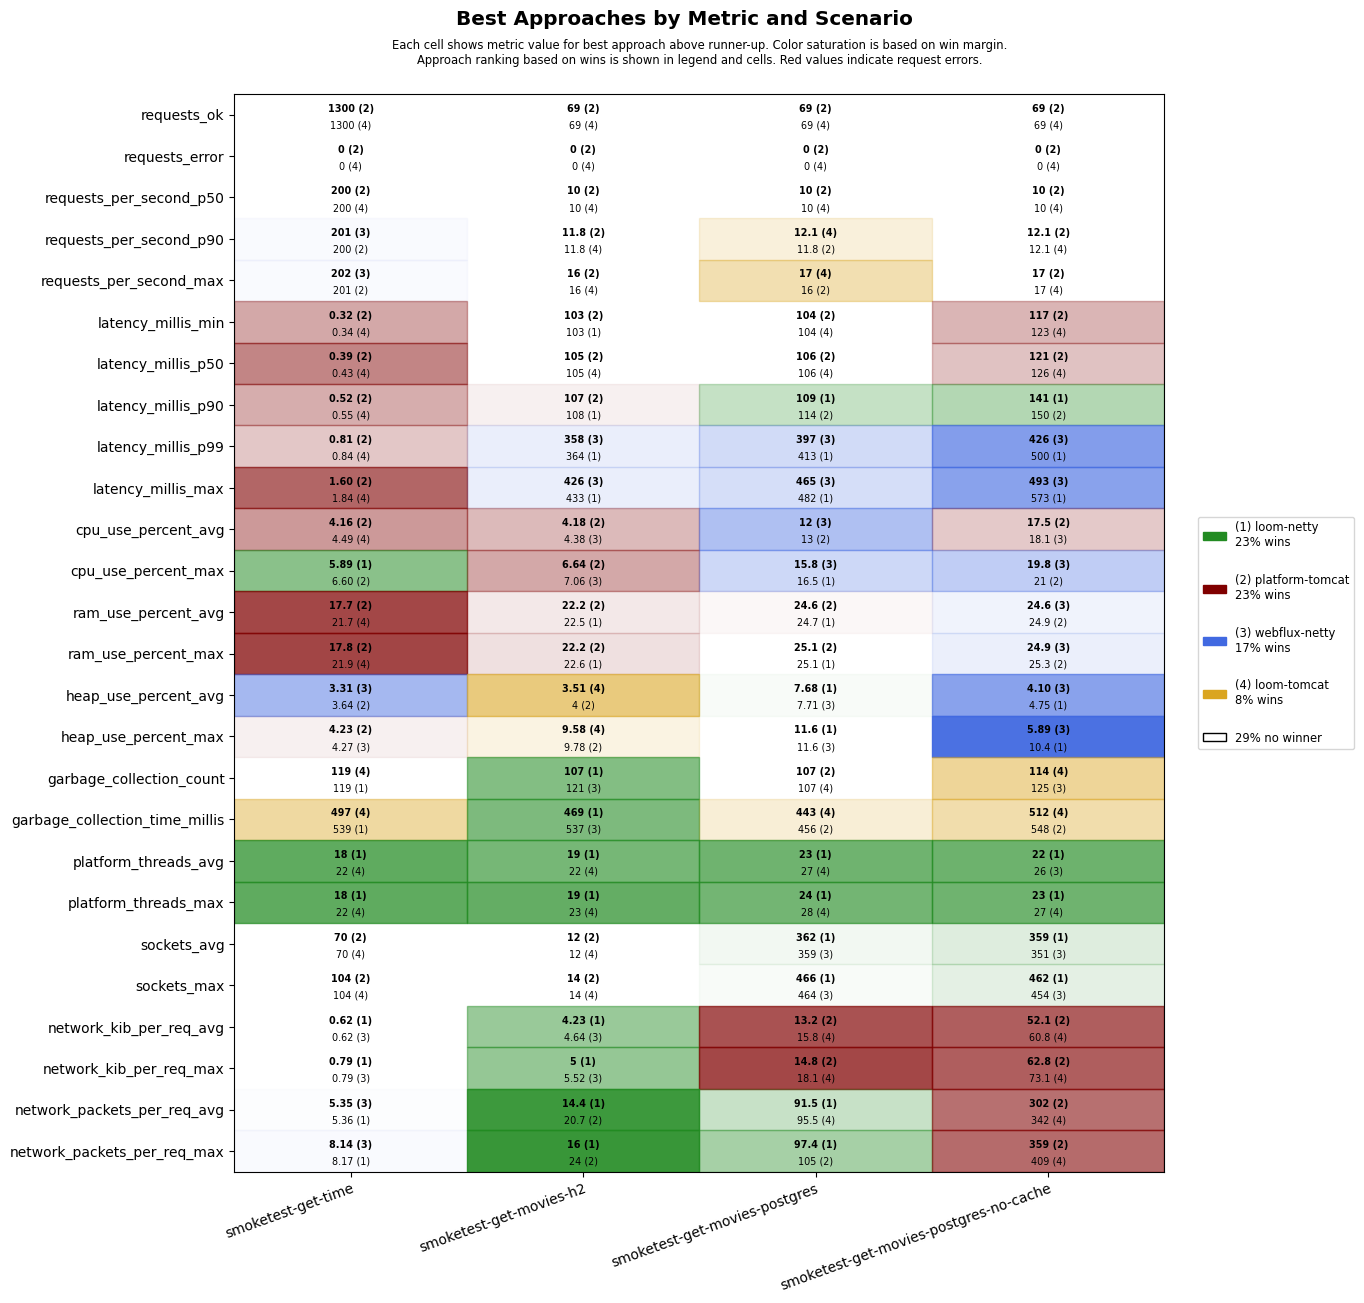 Best Approaches by Metric and Scenario
Each cell shows metric value for best approach above runner-up. Color saturation is based on win margin.
Approach ranking based on wins is shown in legend and cells. Red values indicate request errors.
requests_ok
1300 (2) 69 (2) 69 (2) 69 (2)
1300 (4) 69 (4) 69 (4) 69 (4)
requests_error
0 (2) 0 (2) 0 (2) 0 (2)
0 (4) 0 (4) 0 (4) 0 (4)
requests_per_second_p50
200 (2) 10 (2) 10 (2) 10 (2)
200 (4) 10 (4) 10 (4) 10 (4)
requests_per_second_p90
201 (3) 11.8 (2) 12.1 (4) 12.1 (2)
200 (2) 11.8 (4) 11.8 (2) 12.1 (4)
requests_per_second_max
202 (3) 16 (2) 17 (4) 17 (2)
201 (2) 16 (4) 16 (2) 17 (4)
latency_millis_min
0.32 (2) 103 (2) 104 (2) 117 (2)
0.34 (4) 103 (1) 104 (4) 123 (4)
latency_millis_p50
0.39 (2) 105 (2) 106 (2) 121 (2)
0.43 (4) 105 (4) 106 (4) 126 (4)
latency_millis_p90
0.52 (2) 107 (2) 109 (1) 141 (1)
0.55 (4) 108 (1) 114 (2) 150 (2)
latency_millis_p99
0.81 (2) 358 (3) 397 (3) 426 (3)
0.84 (4) 364 (1) 413 (1) 500 (1)
latency_millis_max
1.60 (2) 426 (3) 465 (3) 493 (3)
1.84 (4) 433 (1) 482 (1) 573 (1)
cpu_use_percent_avg
4.16 (2) 4.18 (2) 12 (3) 17.5 (2)
4.49 (4) 4.38 (3) 13 (2) 18.1 (3)
cpu_use_percent_max
5.89 (1) 6.64 (2) 15.8 (3) 19.8 (3)
6.60 (2) 7.06 (3) 16.5 (1) 21 (2)
ram_use_percent_avg
17.7 (2) 22.2 (2) 24.6 (2) 24.6 (3)
21.7 (4) 22.5 (1) 24.7 (1) 24.9 (2)
ram_use_percent_max
17.8 (2) 22.2 (2) 25.1 (2) 24.9 (3)
21.9 (4) 22.6 (1) 25.1 (1) 25.3 (2)
heap_use_percent_avg
3.31 (3) 3.51 (4) 7.68 (1) 4.10 (3)
3.64 (2) 4 (2) 7.71 (3) 4.75 (1)
heap_use_percent_max
4.23 (2) 9.58 (4) 11.6 (1) 5.89 (3)
4.27 (3) 9.78 (2) 11.6 (3) 10.4 (1)
garbage_collection_count
119 (4) 107 (1) 107 (2) 114 (4)
119 (1) 121 (3) 107 (4) 125 (3)
garbage_collection_time_millis
497 (4) 469 (1) 443 (4) 512 (4)
539 (1) 537 (3) 456 (2) 548 (2)
platform_threads_avg
18 (1) 19 (1) 23 (1) 22 (1)
22 (4) 22 (4) 27 (4) 26 (3)
platform_threads_max
18 (1) 19 (1) 24 (1) 23 (1)
22 (4) 23 (4) 28 (4) 27 (4)
sockets_avg
70 (2) 12 (2) 362 (1) 359 (1)
70 (4) 12 (4) 359 (3) 351 (3)
sockets_max
104 (2) 14 (2) 466 (1) 462 (1)
104 (4) 14 (4) 464 (3) 454 (3)
network_kib_per_req_avg
0.62 (1) 4.23 (1) 13.2 (2) 52.1 (2)
0.62 (3) 4.64 (3) 15.8 (4) 60.8 (4)
network_kib_per_req_max
0.79 (1) 5 (1) 14.8 (2) 62.8 (2)
0.79 (3) 5.52 (3) 18.1 (4) 73.1 (4)
network_packets_per_req_avg
5.35 (3) 14.4 (1) 91.5 (1) 302 (2)
5.36 (1) 20.7 (2) 95.5 (4) 342 (4)
network_packets_per_req_max
8.14 (3) 16 (1) 97.4 (1) 359 (2)
8.17 (1) 24 (2) 105 (2) 409 (4)
smoketest-get-time
smoketest-get-movies-h2
smoketest-get-movies-postgres
smoketest-get-movies-postgres-no-cache
(1) loom-netty
23% wins
(2) platform-tomcat
23% wins
(3) webflux-netty
17% wins
(4) loom-tomcat
8% wins
29% no winner